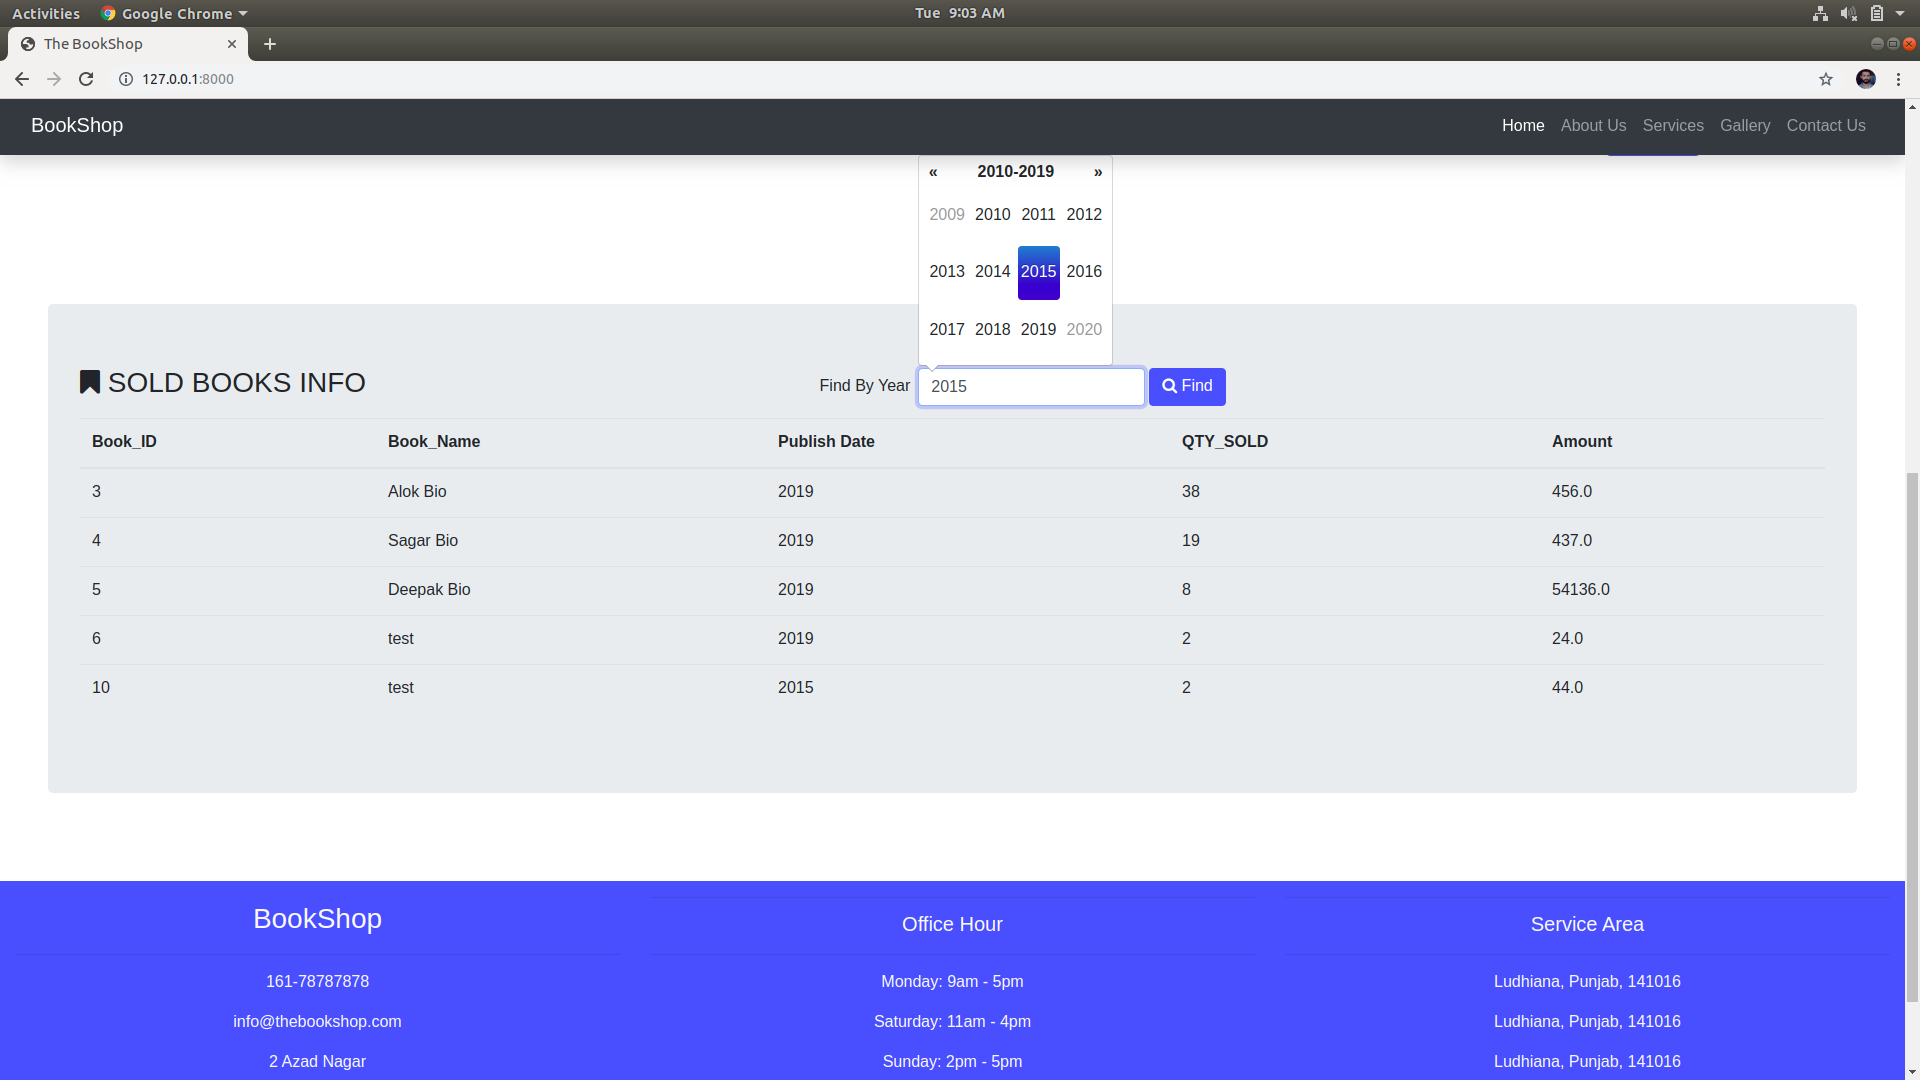 Activities Google Chrome Tue 9:03 AM
The BookShop
127.0.0.1:8000
BookShop Home About Us Services Gallery Contact Us
« 2010-2019 »
2009 2010 2011 2012
2013 2014 2015 2016
2017 2018 2019 2020
SOLD BOOKS INFO Find By Year 2015 Find
Book_ID Book_Name Publish Date QTY_SOLD Amount
3 Alok Bio 2019 38 456.0
4 Sagar Bio 2019 19 437.0
5 Deepak Bio 2019 8 54136.0
6 test 2019 2 24.0
10 test 2015 2 44.0
BookShop Office Hour Service Area
161-78787878 Monday: 9am - 5pm Ludhiana, Punjab, 141016
info@thebookshop.com Saturday: 11am - 4pm Ludhiana, Punjab, 141016
2 Azad Nagar Sunday: 2pm - 5pm Ludhiana, Punjab, 141016